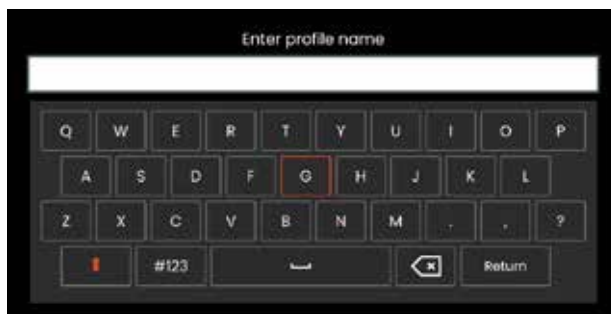 Enter profile name
Q W E R T Y U I O P
A S D F G H J K L
Z X C V B N M . , ?
#123 Return